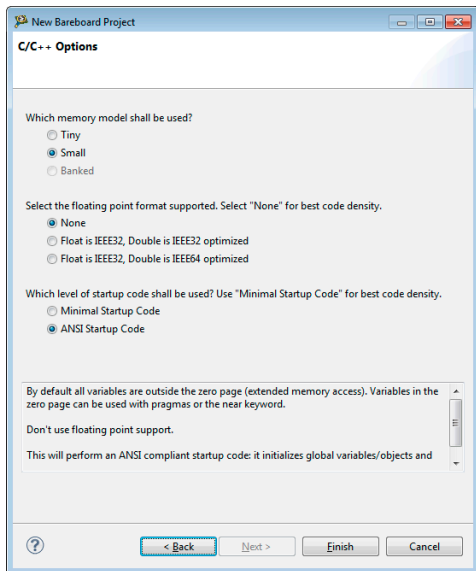 New Bareboard Project
C/C++ Options
Which memory model shall be used?
Tiny
Small
Banked
Select the floating point format supported. Select "None" for best code density.
None
Float is IEEE32, Double is IEEE32 optimized
Float is IEEE32, Double is IEEE64 optimized
Which level of startup code shall be used? Use "Minimal Startup Code" for best code density.
Minimal Startup Code
ANSI Startup Code
By default all variables are outside the zero page (extended memory access). Variables in the
zero page can be used with pragmas or the near keyword.
Don't use floating point support.
This will perform an ANSI compliant startup code: it initializes global variables/objects and
? < Back Next > Finish Cancel